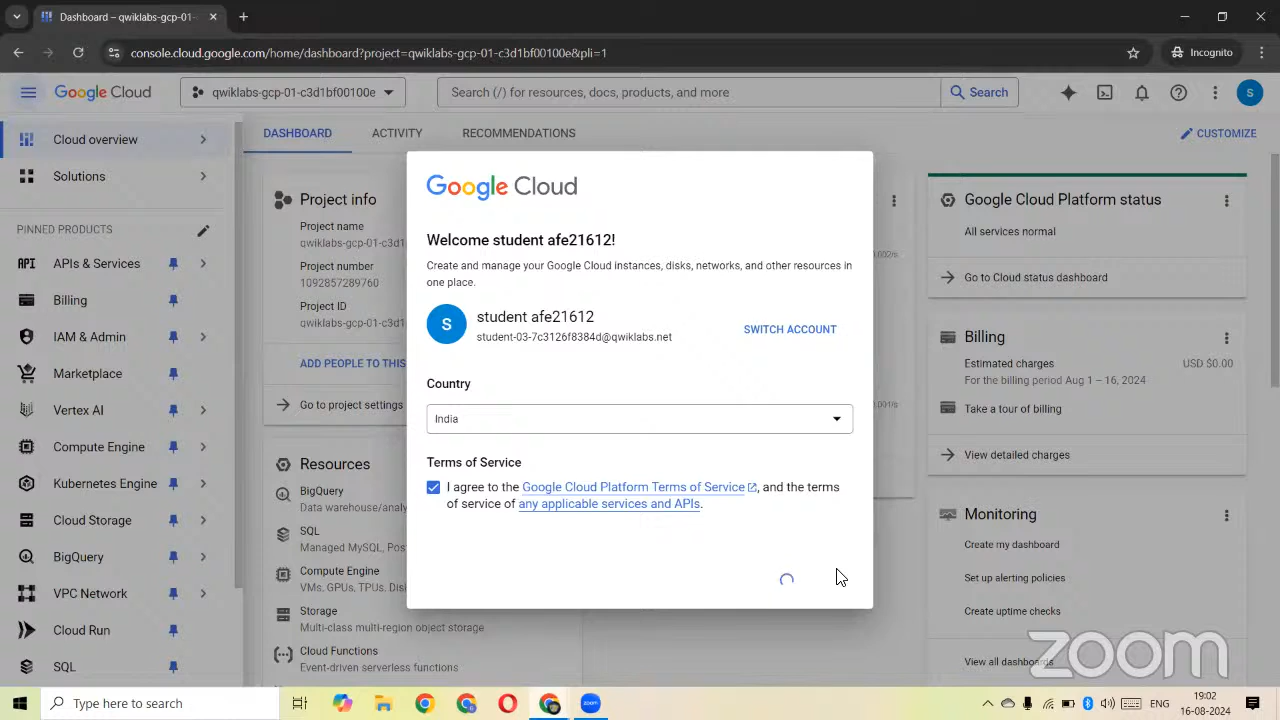 Dashboard – qwiklabs-gcp-01-
console.cloud.google.com/home/dashboard?project=qwiklabs-gcp-01-c3d1bf00100e&pli=1
Incognito
Google Cloud
qwiklabs-gcp-01-c3d1bf00100e
Search (/) for resources, docs, products, and more
Search
S
Cloud overview
Solutions
PINNED PRODUCTS
APIs & Services
Billing
IAM & Admin
Marketplace
Vertex AI
Compute Engine
Kubernetes Engine
Cloud Storage
BigQuery
VPC Network
Cloud Run
SQL
DASHBOARD
ACTIVITY
RECOMMENDATIONS
CUSTOMIZE
Project info
Project name
qwiklabs-gcp-01-c3d1
Project number
1092857289760
Project ID
qwiklabs-gcp-01-c3d1
ADD PEOPLE TO THIS
Go to project settings
Resources
BigQuery
Data warehouse/analy
SQL
Managed MySQL, Pos
Compute Engine
VMs, GPUs, TPUs, Dis
Storage
Multi-class multi-region object storage
Cloud Functions
Event-driven serverless functions
Google Cloud
Welcome student afe21612!
Create and manage your Google Cloud instances, disks, networks, and other resources in
one place.
S
student afe21612
student-03-7c3126f8384d@qwiklabs.net
SWITCH ACCOUNT
Country
India
Terms of Service
I agree to the Google Cloud Platform Terms of Service, and the terms
of service of any applicable services and APIs.
.002/s
.001/s
Google Cloud Platform status
All services normal
Go to Cloud status dashboard
Billing
Estimated charges
USD $0.00
For the billing period Aug 1 – 16, 2024
Take a tour of billing
View detailed charges
Monitoring
Create my dashboard
Set up alerting policies
Create uptime checks
View all dashboards
zoom
Type here to search
zoom
ENG
19:02
16-08-2024